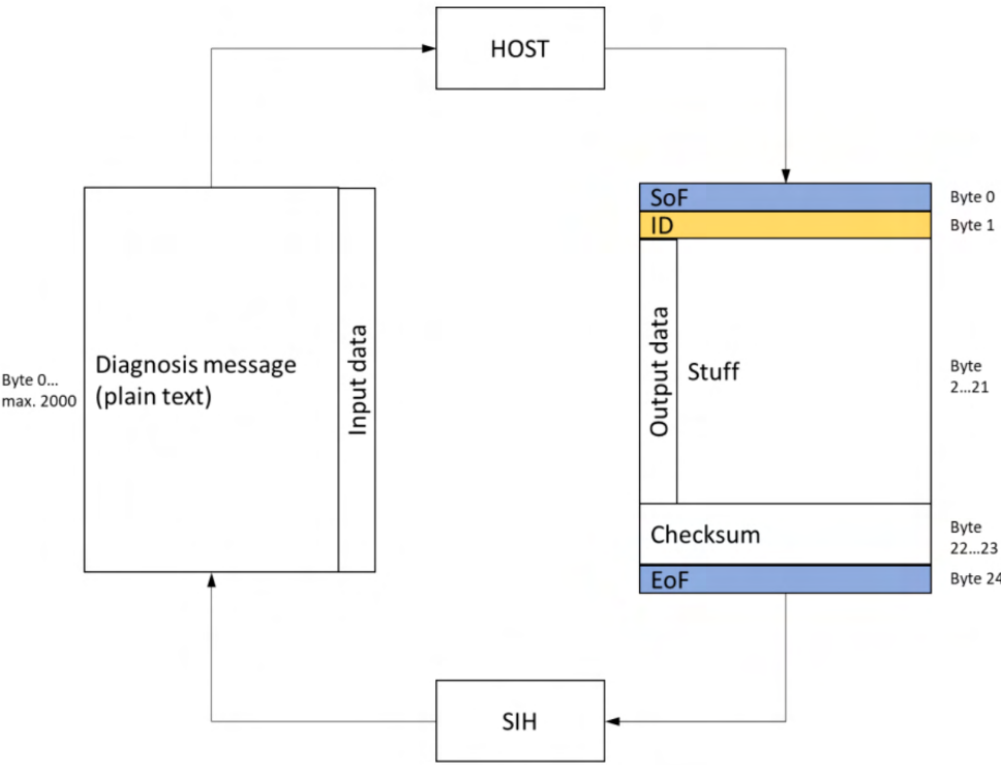 HOST
SoF
Byte 0
ID
Byte 1
Diagnosis message
(plain text)
Input data
Byte 0...
max. 2000
Output data
Stuff
Byte
2...21
Checksum
Byte
22...23
EoF
Byte 24
SIH